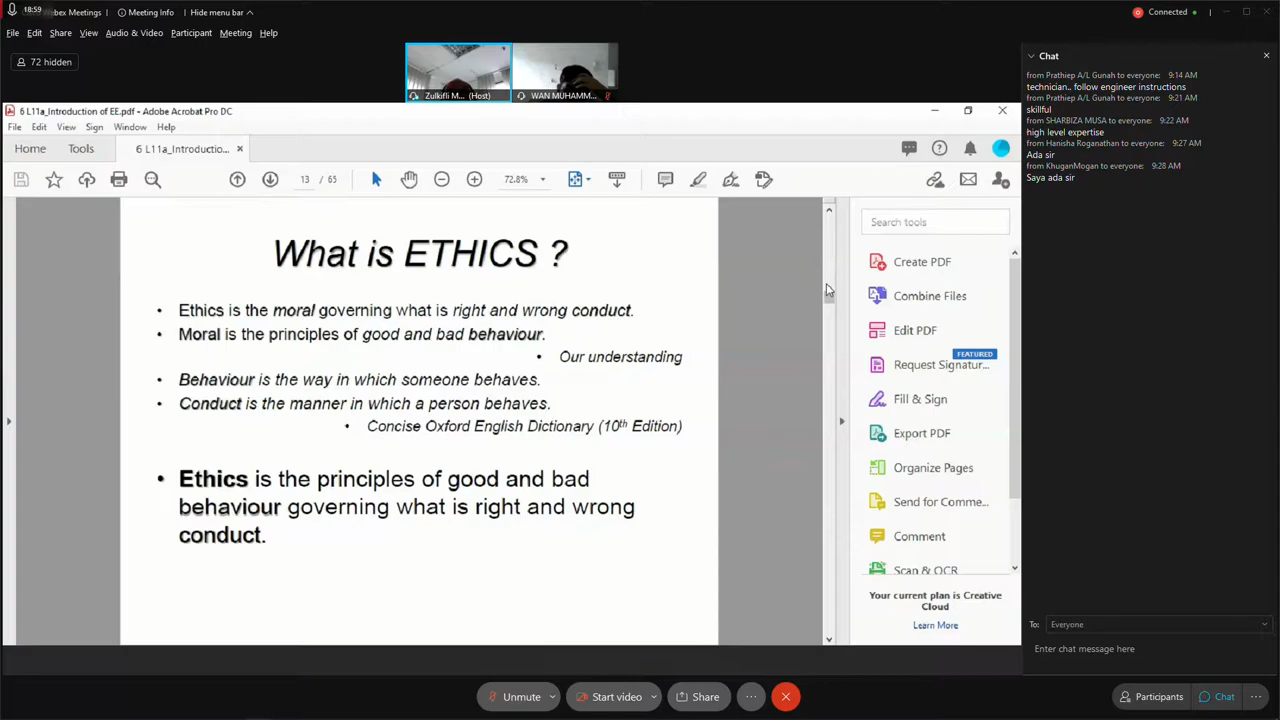 18:59
Webex Meetings
Meeting Info
Hide menu bar
Connected
File Edit Share View Audio & Video Participant Meeting Help
72 hidden
Zulkifli M... (Host)
WAN MUHAMM...
6 L11a_Introduction of EE.pdf - Adobe Acrobat Pro DC
File Edit View Sign Window Help
Home Tools 6 L11a_Introductio...
13 / 65 72.8%
What is ETHICS ?
• Ethics is the moral governing what is right and wrong conduct.
• Moral is the principles of good and bad behaviour.
• Our understanding
• Behaviour is the way in which someone behaves.
• Conduct is the manner in which a person behaves.
• Concise Oxford English Dictionary (10th Edition)
• Ethics is the principles of good and bad
behaviour governing what is right and wrong
conduct.
Search tools
Create PDF
Combine Files
Edit PDF
FEATURED
Request Signatur...
Fill & Sign
Export PDF
Organize Pages
Send for Comme...
Comment
Scan & OCR
Your current plan is Creative
Cloud
Learn More
Chat
from Prathiep A/L Gunah to everyone: 9:14 AM
technician.. follow engineer instructions
from Prathiep A/L Gunah to everyone: 9:21 AM
skillful
from SHARBIZA MUSA to everyone: 9:22 AM
high level expertise
from Hanisha Roganathan to everyone: 9:27 AM
Ada sir
from KhuganMogan to everyone: 9:28 AM
Saya ada sir
To: Everyone
Enter chat message here
Unmute
Start video
Share
Participants
Chat